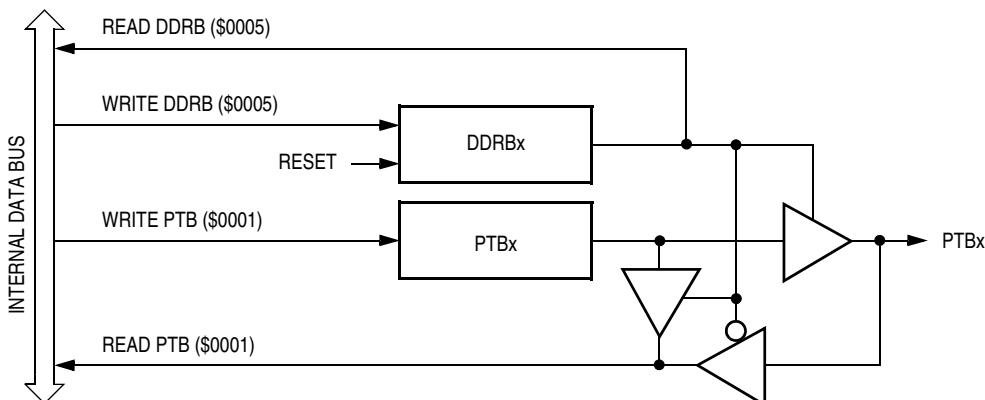 READ DDRB ($0005)
WRITE DDRB ($0005)
DDRBx
RESET
INTERNAL DATA BUS
WRITE PTB ($0001)
PTBx
PTBx
READ PTB ($0001)